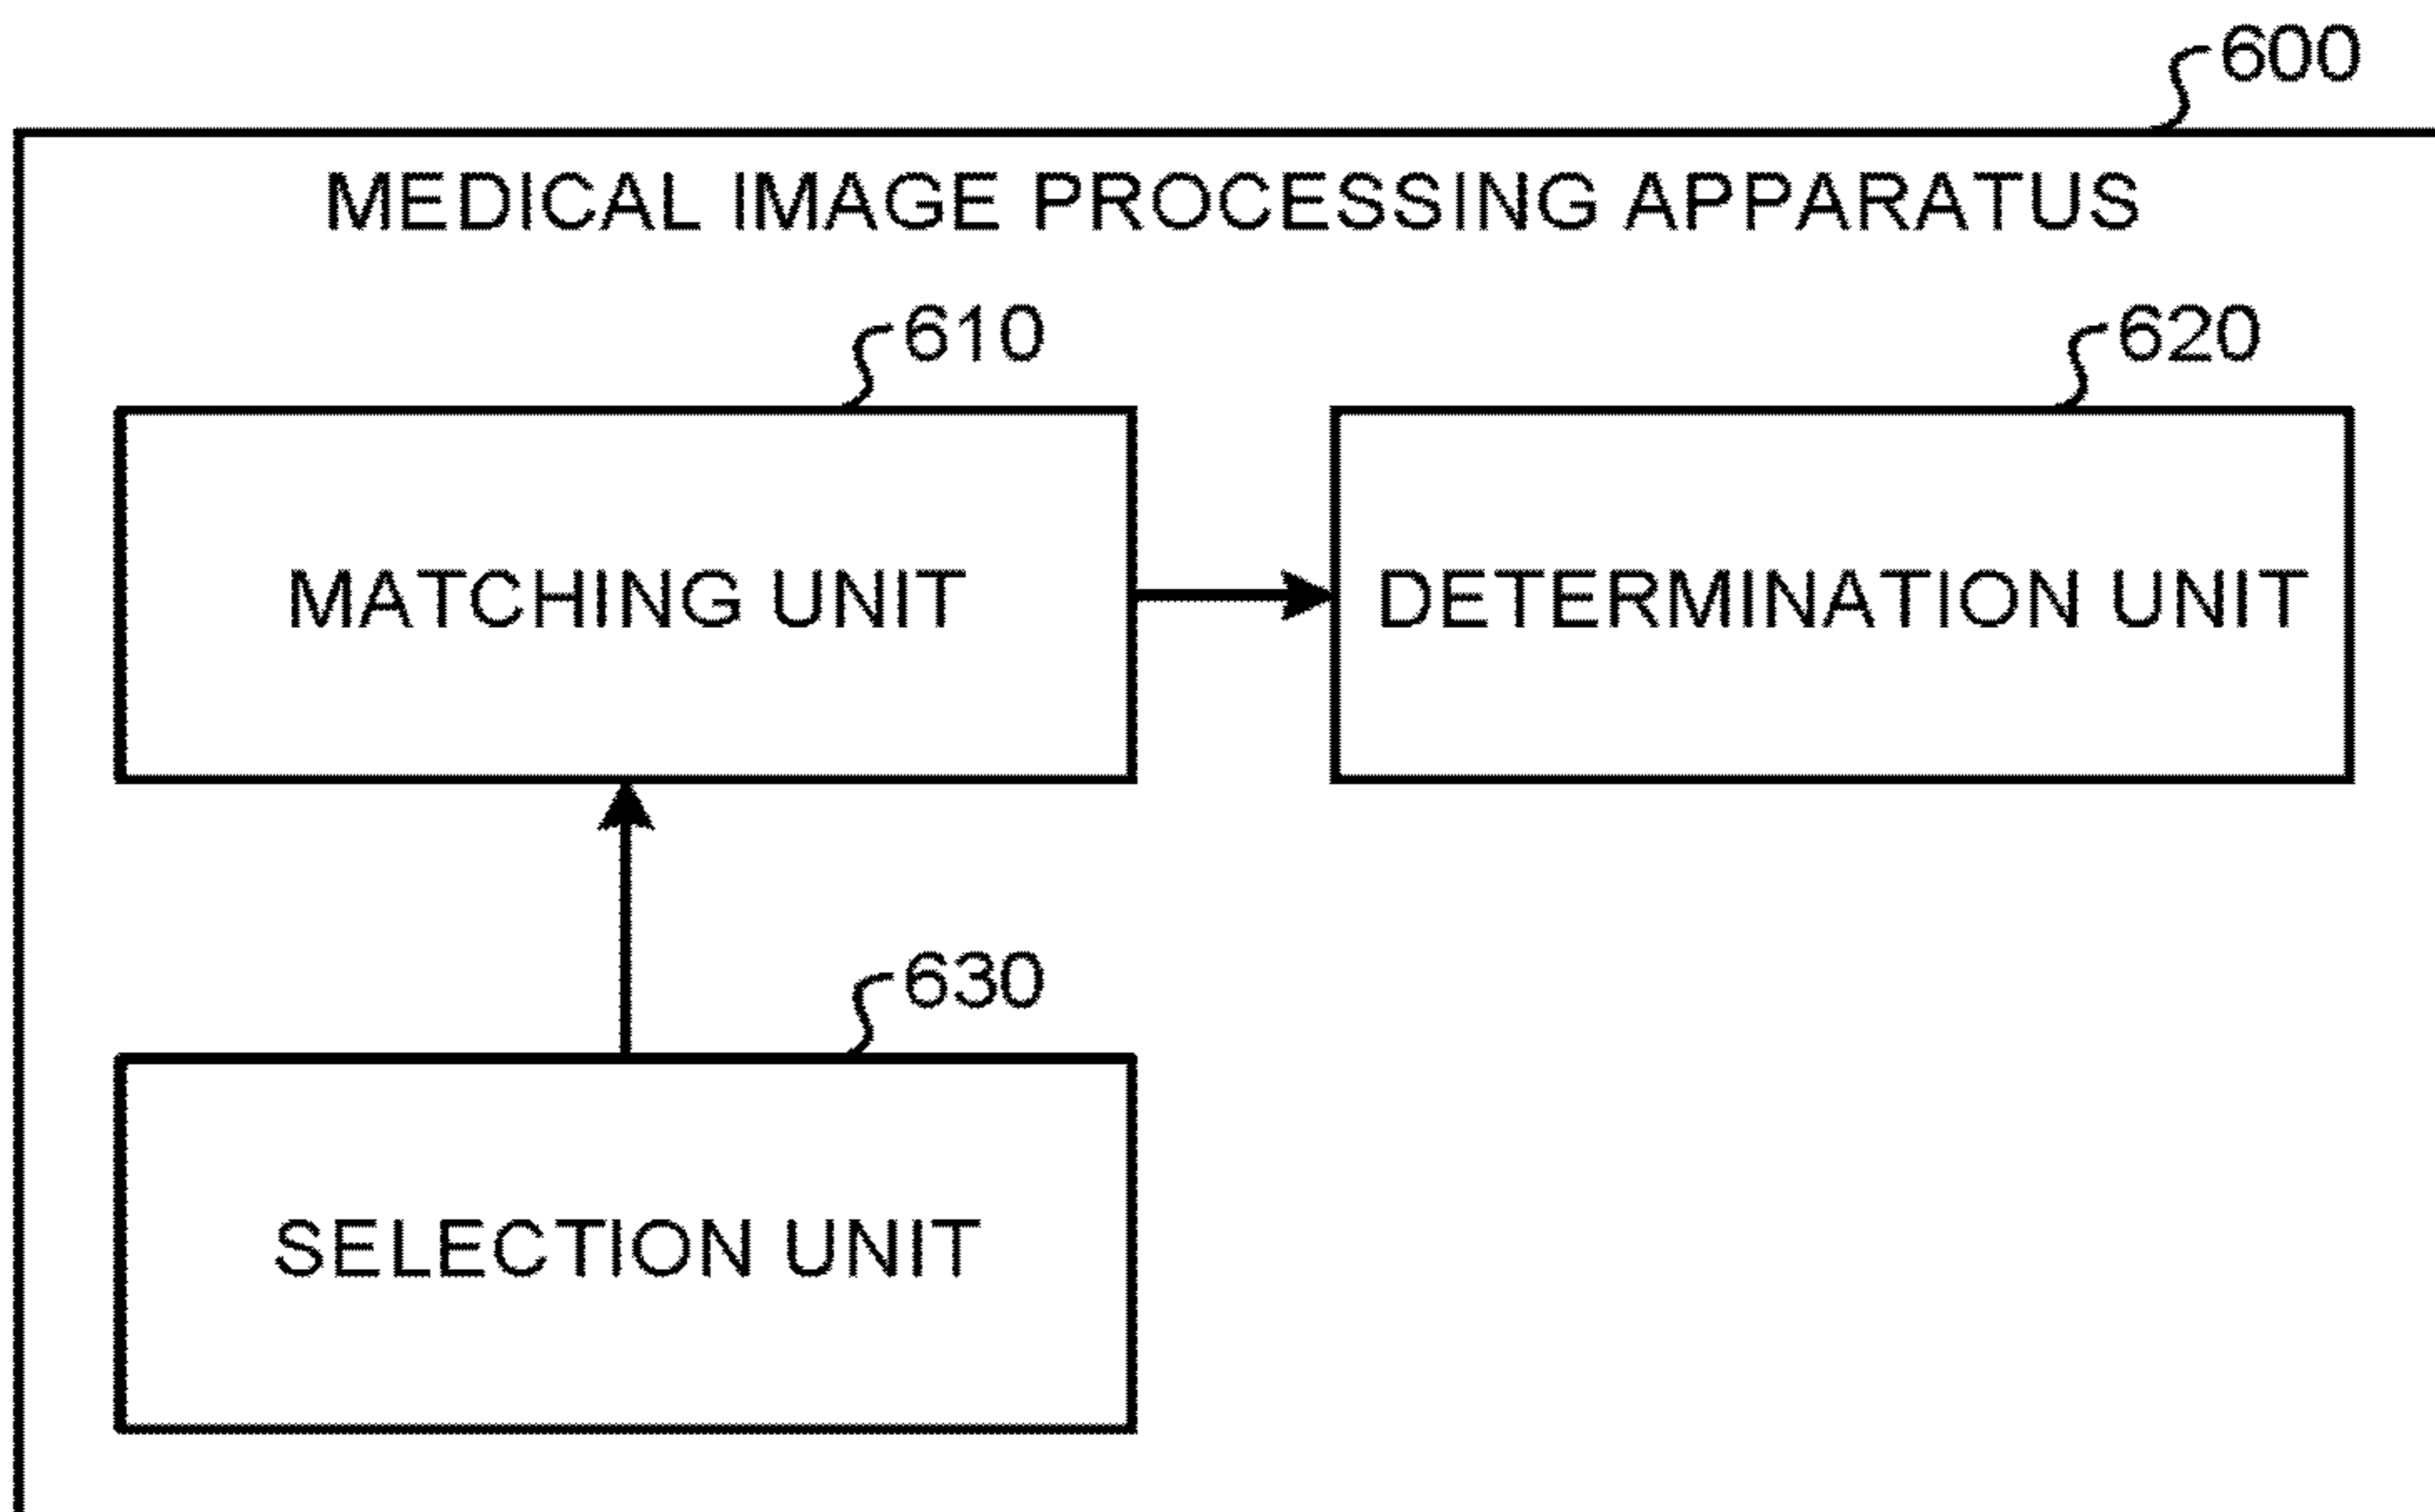 600
MEDICAL IMAGE PROCESSING APPARATUS
610
620
MATCHING UNIT
DETERMINATION UNIT
630
SELECTION UNIT